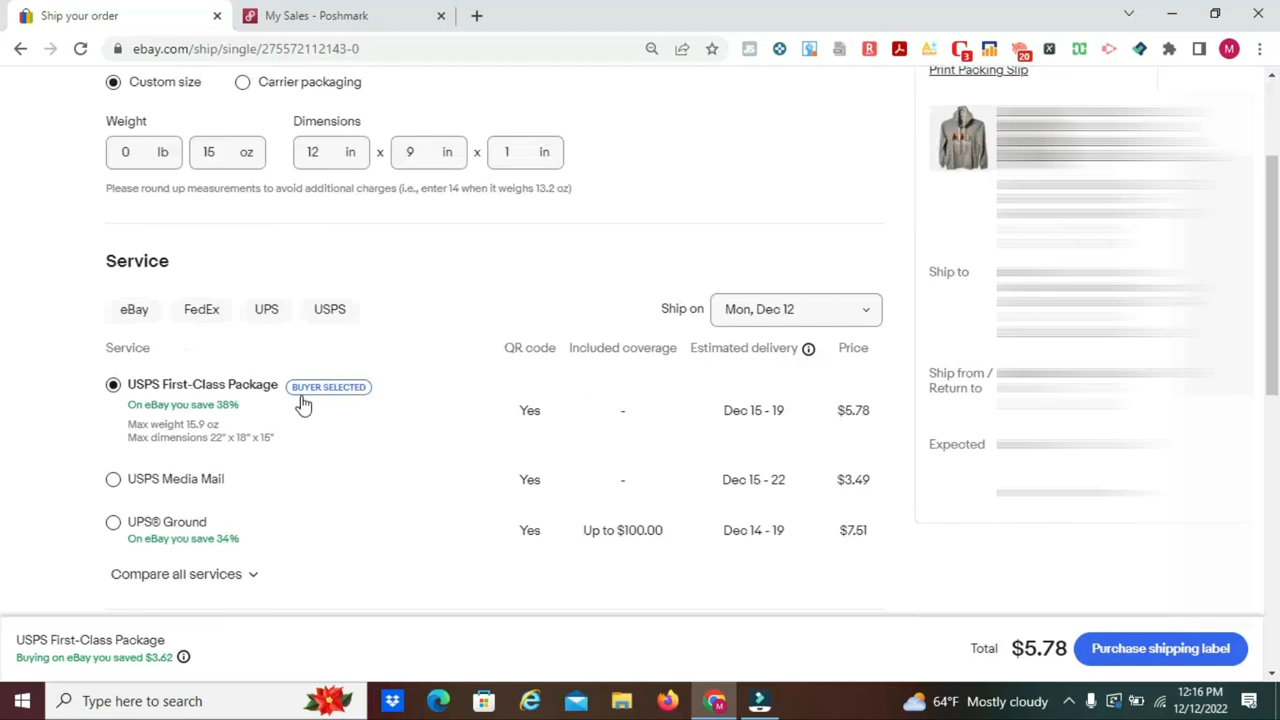 Ship your order
My Sales - Poshmark
ebay.com/ship/single/275572112143-0
3
20
M
Custom size
Carrier packaging
Print Packing Slip
Weight
Dimensions
0 lb
15 oz
12 in x 9 in x 1 in
Please round up measurements to avoid additional charges (i.e., enter 14 when it weighs 13.2 oz)
Service
eBay
FedEx
UPS
USPS
Ship on
Mon, Dec 12
Service
QR code
Included coverage
Estimated delivery
Price
USPS First-Class Package
BUYER SELECTED
On eBay you save 38%
Max weight 15.9 oz
Max dimensions 22" x 18" x 15"
Yes
-
Dec 15 - 19
$5.78
USPS Media Mail
Yes
-
Dec 15 - 22
$3.49
UPS® Ground
On eBay you save 34%
Yes
Up to $100.00
Dec 14 - 19
$7.51
Compare all services
Ship to
Ship from /
Return to
Expected
USPS First-Class Package
Buying on eBay you saved $3.62
Total
$5.78
Purchase shipping label
Type here to search
64°F Mostly cloudy
12:16 PM
12/12/2022